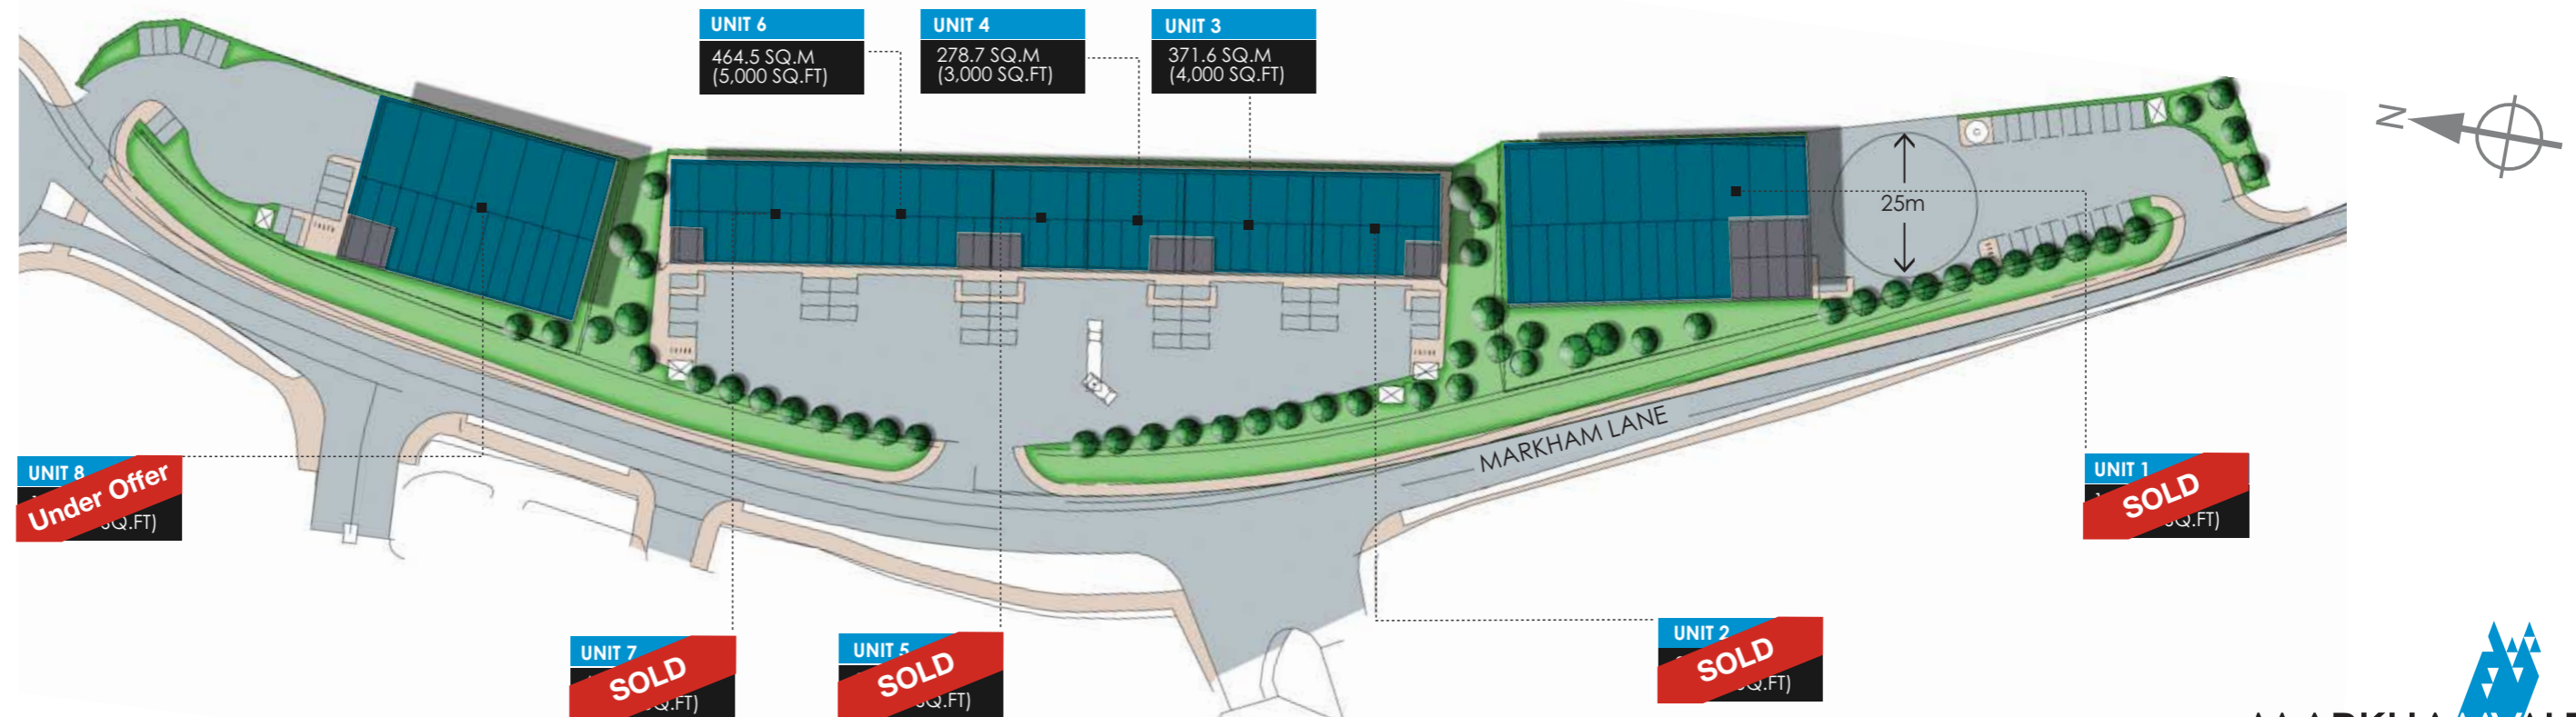 UNIT 6
464.5 SQ.M
(5,000 SQ.FT)
UNIT 4
278.7 SQ.M
(3,000 SQ.FT)
UNIT 3
371.6 SQ.M
(4,000 SQ.FT)
N
25m
MARKHAM LANE
UNIT 8
Under Offer
SQ.FT)
UNIT 1
SOLD
SQ.FT)
UNIT 7
SOLD
SQ.FT)
UNIT 5
SOLD
SQ.FT)
UNIT 2
SOLD
SQ.FT)